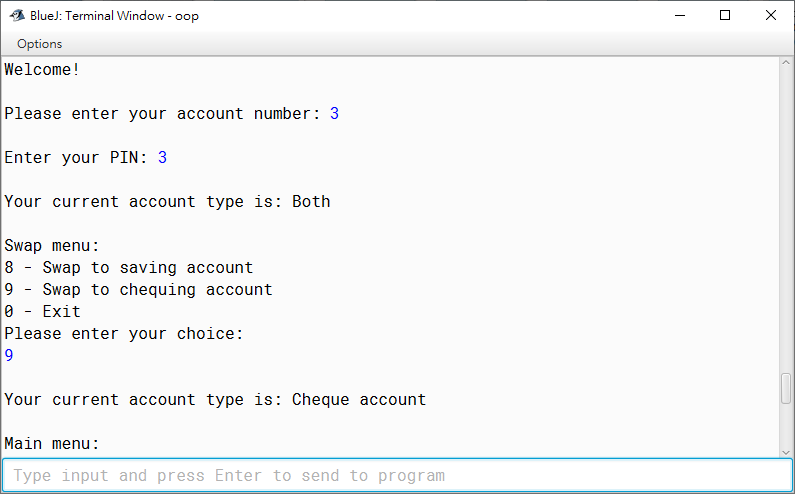 BlueJ: Terminal Window - oop
Options
Welcome!
Please enter your account number: 3
Enter your PIN: 3
Your current account type is: Both
Swap menu:
8 - Swap to saving account
9 - Swap to chequing account
0 - Exit
Please enter your choice:
9
Your current account type is: Cheque account
Main menu:
Type input and press Enter to send to program